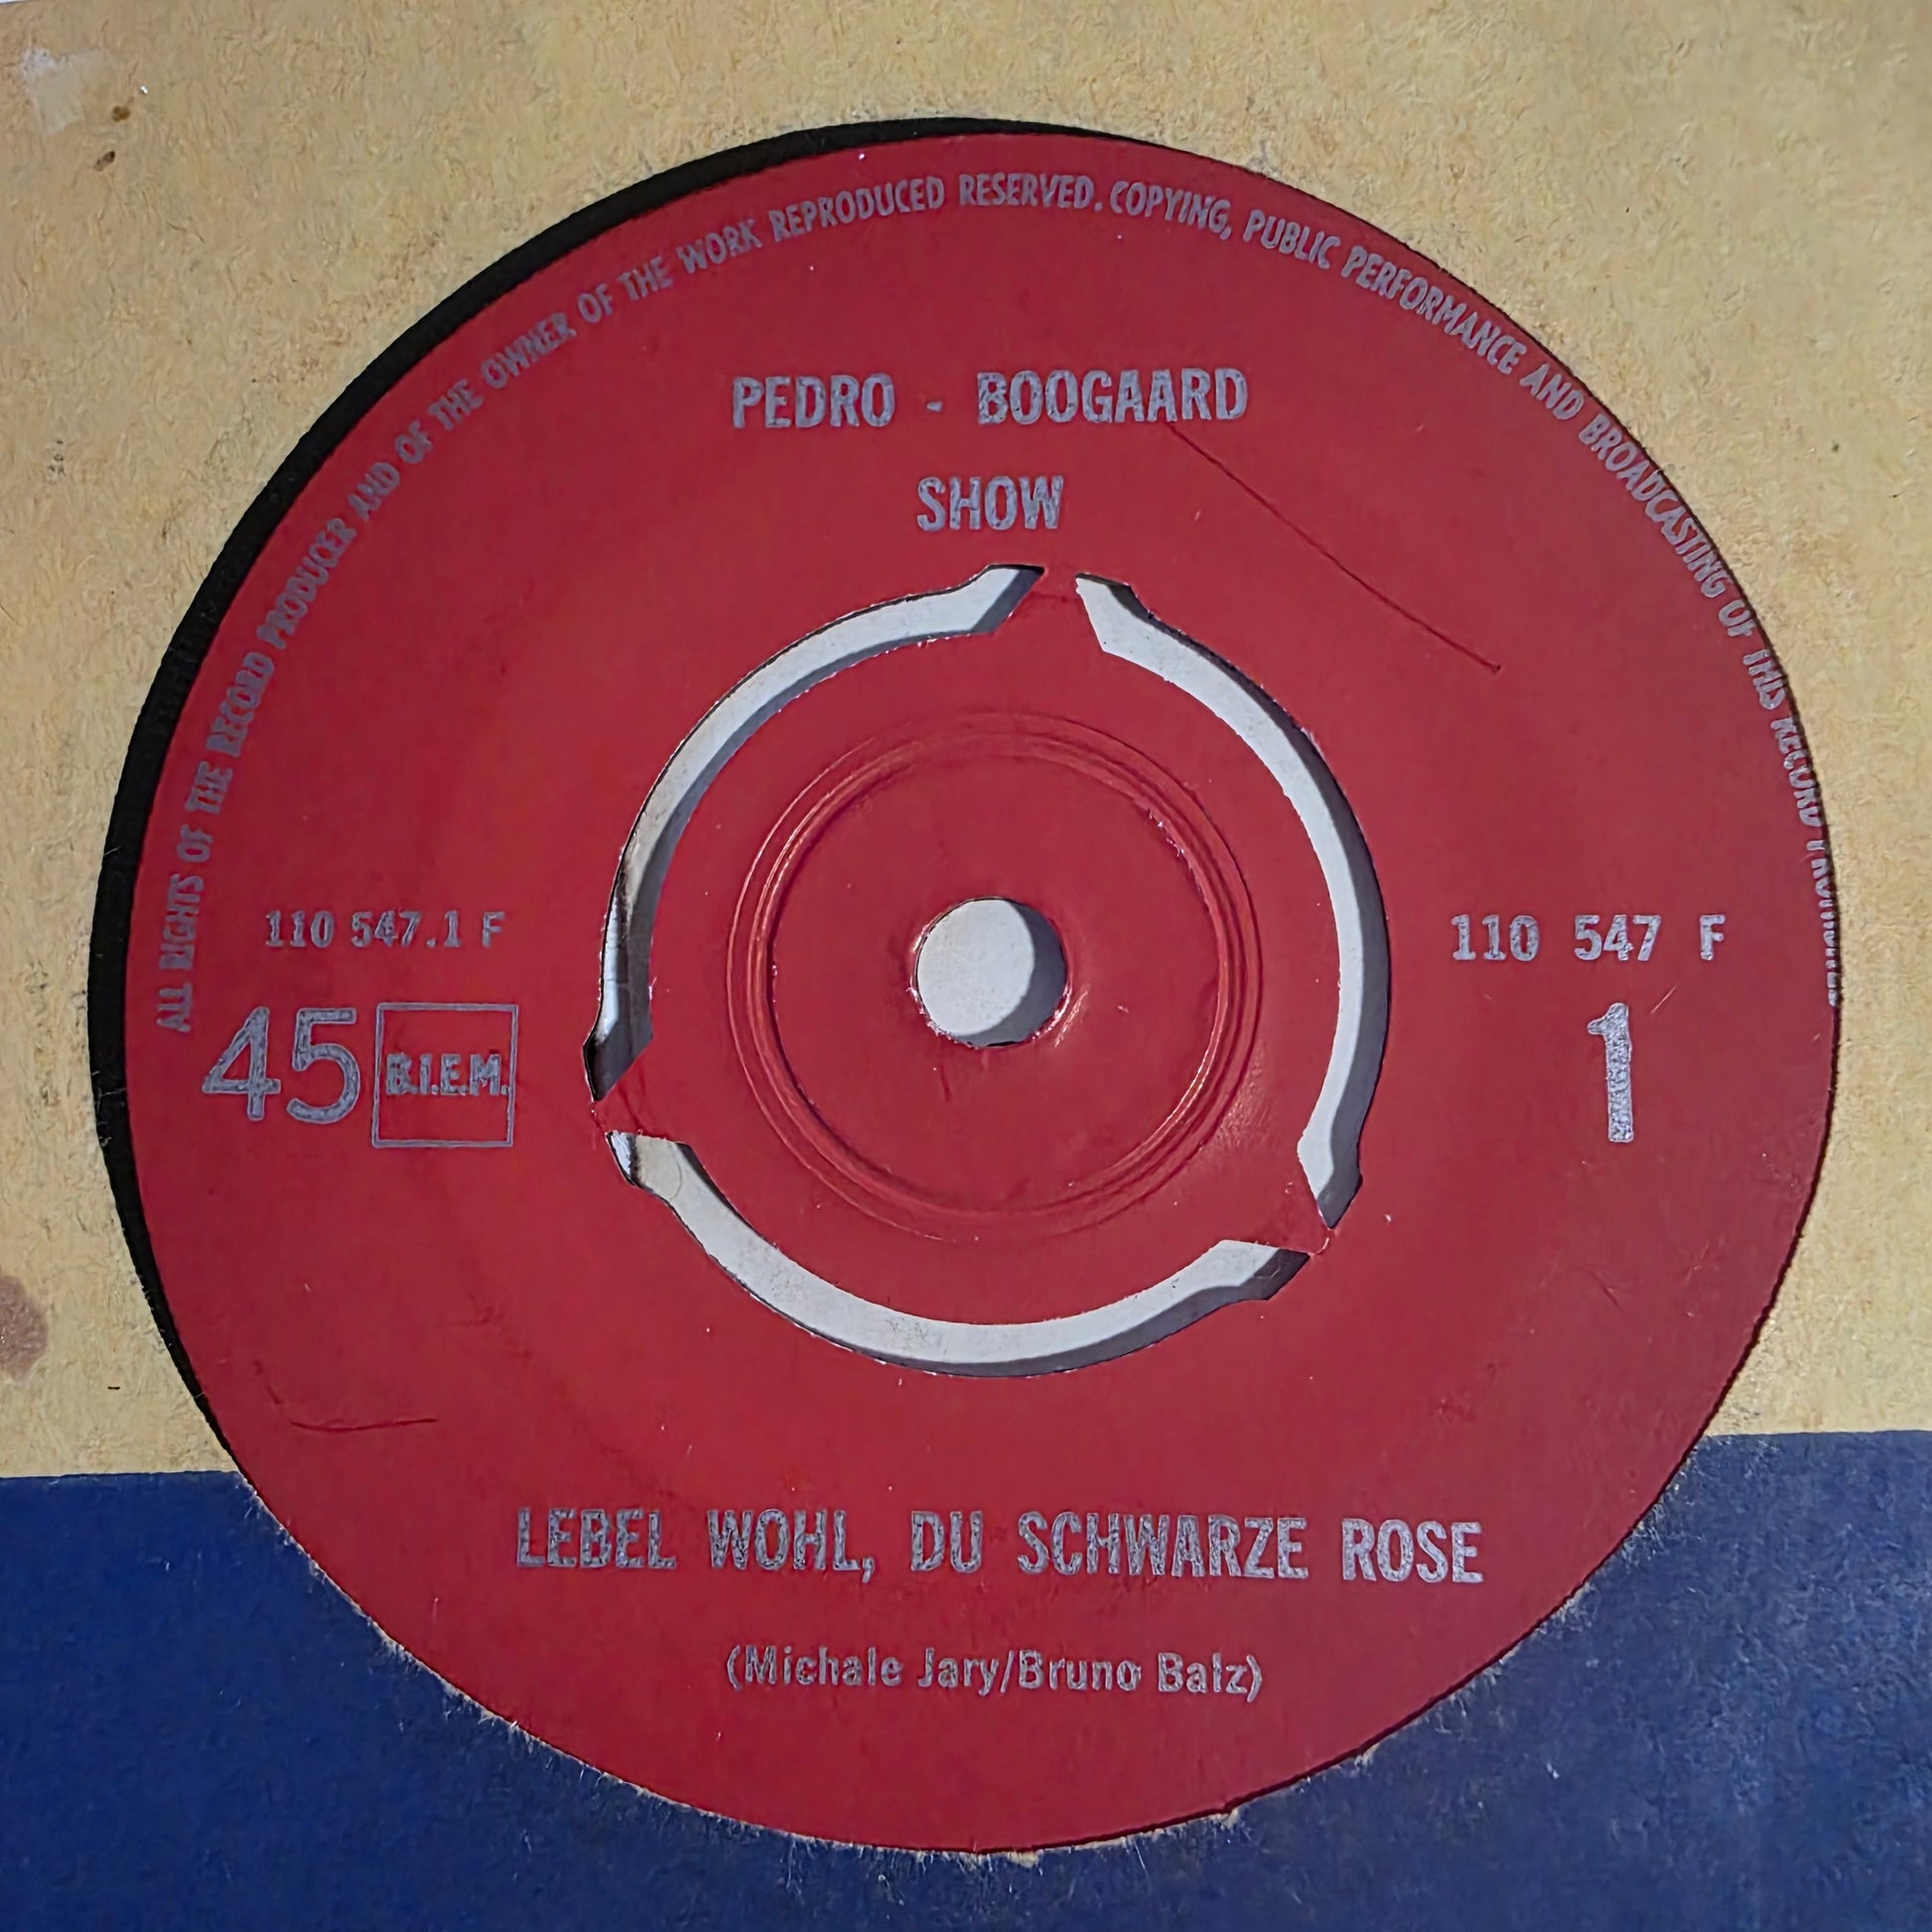 ALL RIGHTS OF THE RECORD PRODUCER AND OF THE OWNER OF THE WORK REPRODUCED RESERVED. COPYING, PUBLIC PERFORMANCE AND BROADCASTING OF THIS RECORD PROHIBITED
PEDRO - BOOGAARD
SHOW
110 547.1 F
110 547 F
45
B.I.E.M.
1
LEBEL WOHL, DU SCHWARZE ROSE
(Michale Jary/Bruno Balz)